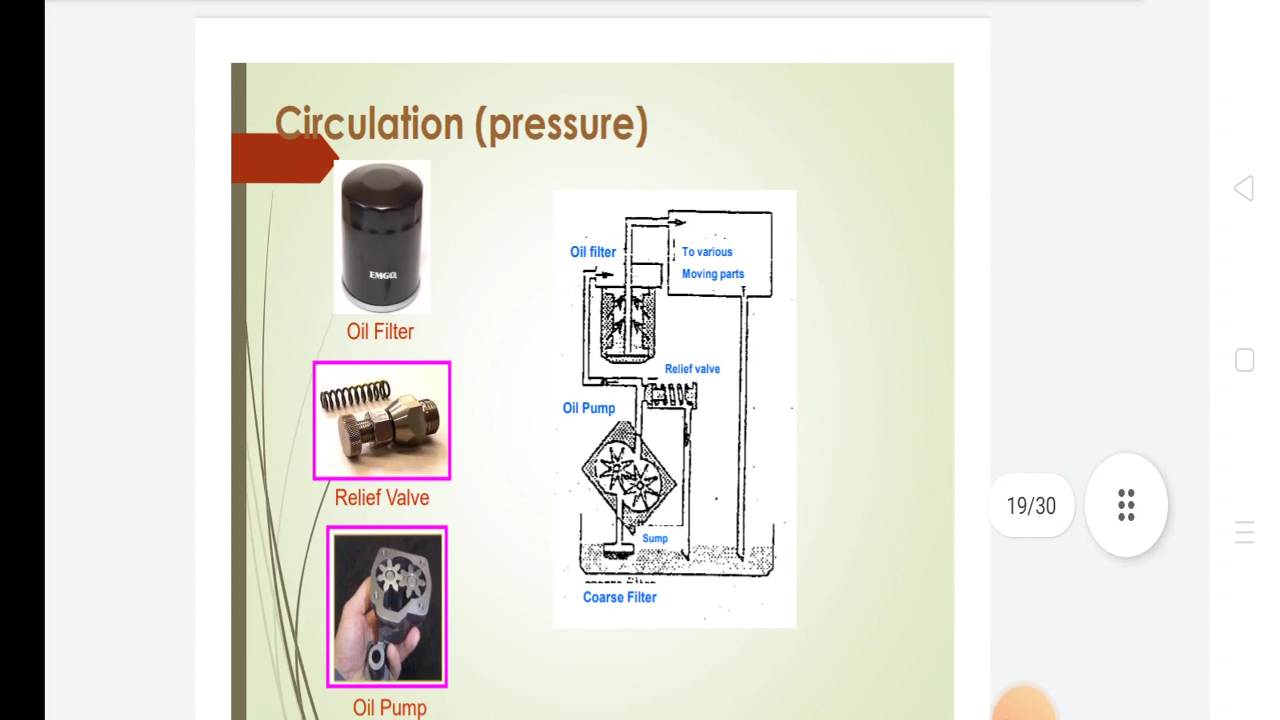 Circulation (pressure)
EMGO
Oil Filter
Relief Valve
Oil Pump
Oil filter
To various
Moving parts
Relief valve
Oil Pump
Sump
Coarse Filter
19/30